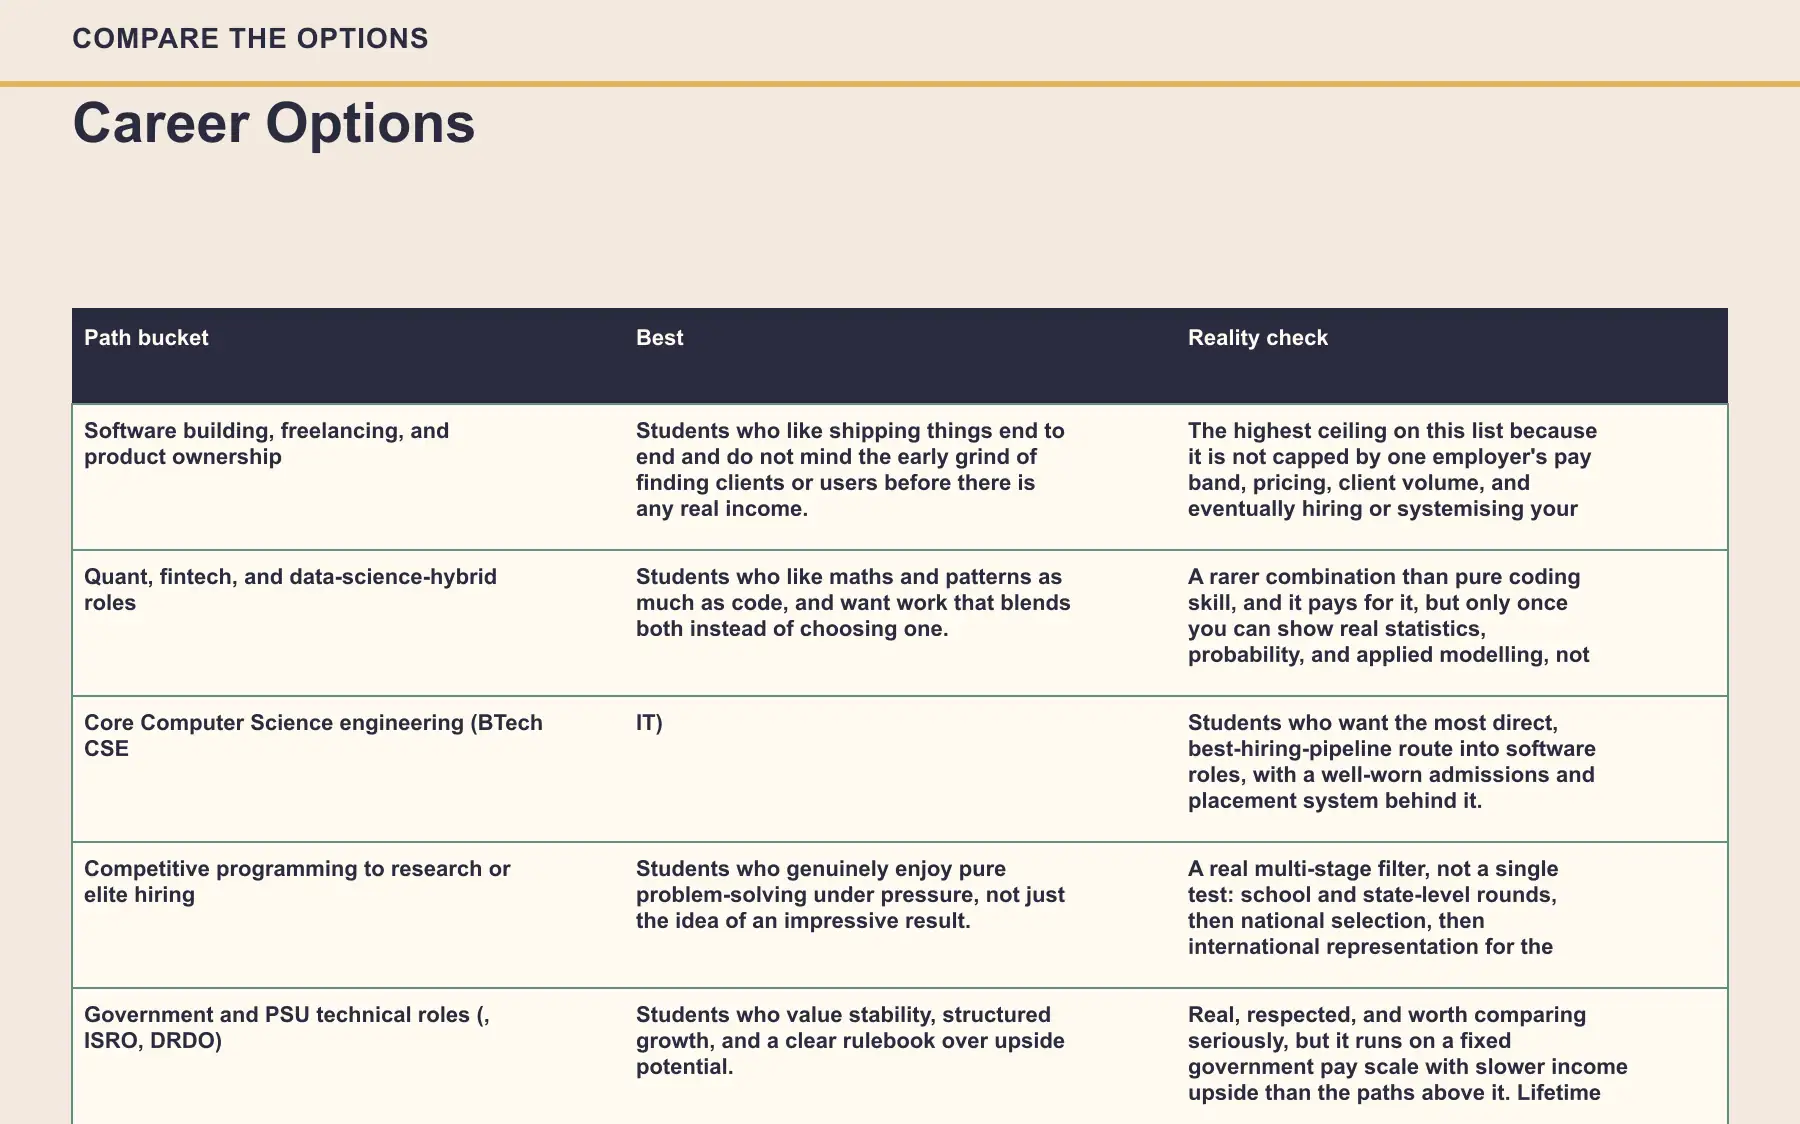 COMPARE THE OPTIONS
Career Options
Path bucket
Best
Reality check
Software building, freelancing, and
product ownership
Students who like shipping things end to
end and do not mind the early grind of
finding clients or users before there is
any real income.
The highest ceiling on this list because
it is not capped by one employer's pay
band, pricing, client volume, and
eventually hiring or systemising your
Quant, fintech, and data-science-hybrid
roles
Students who like maths and patterns as
much as code, and want work that blends
both instead of choosing one.
A rarer combination than pure coding
skill, and it pays for it, but only once
you can show real statistics,
probability, and applied modelling, not
Core Computer Science engineering (BTech
CSE
IT)
Students who want the most direct,
best-hiring-pipeline route into software
roles, with a well-worn admissions and
placement system behind it.
Competitive programming to research or
elite hiring
Students who genuinely enjoy pure
problem-solving under pressure, not just
the idea of an impressive result.
A real multi-stage filter, not a single
test: school and state-level rounds,
then national selection, then
international representation for the
Government and PSU technical roles (,
ISRO, DRDO)
Students who value stability, structured
growth, and a clear rulebook over upside
potential.
Real, respected, and worth comparing
seriously, but it runs on a fixed
government pay scale with slower income
upside than the paths above it. Lifetime